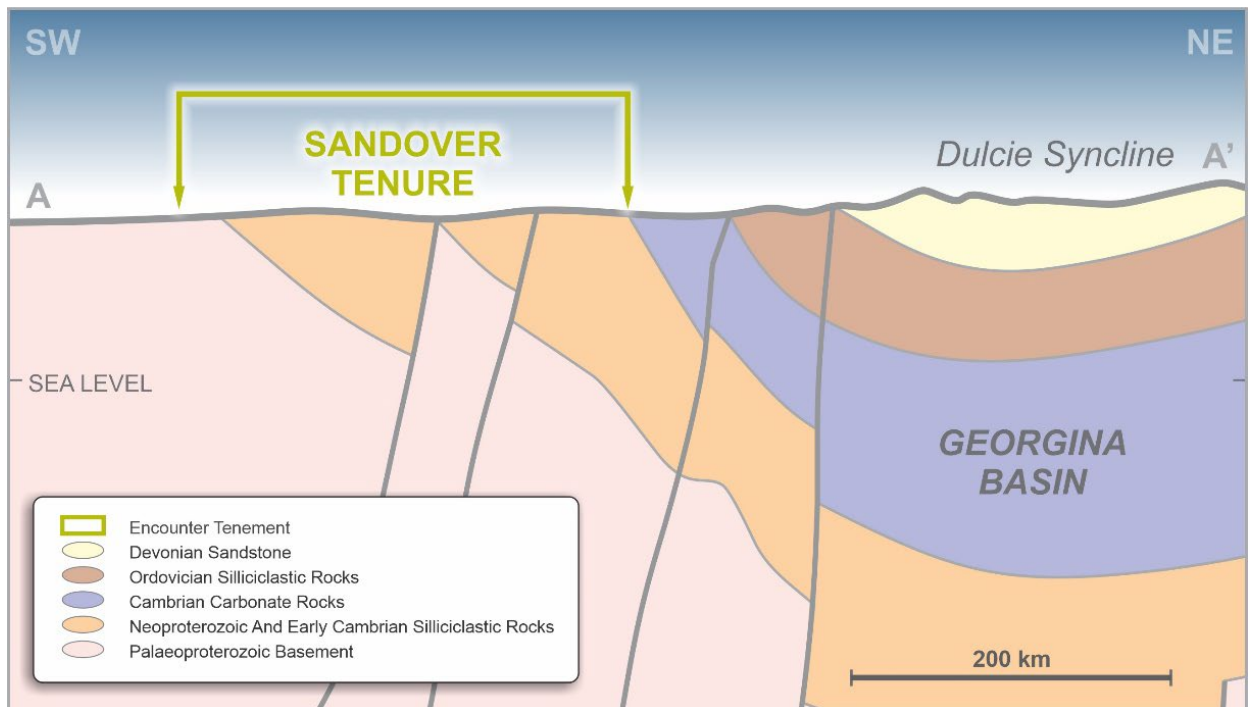 SW
NE
SANDOVER
TENURE
Dulcie Syncline
A
A'
SEA LEVEL
GEORGINA
BASIN
Encounter Tenement
Devonian Sandstone
Ordovician Silliciclastic Rocks
Cambrian Carbonate Rocks
Neoproterozoic And Early Cambrian Silliciclastic Rocks
Palaeoproterozoic Basement
200 km